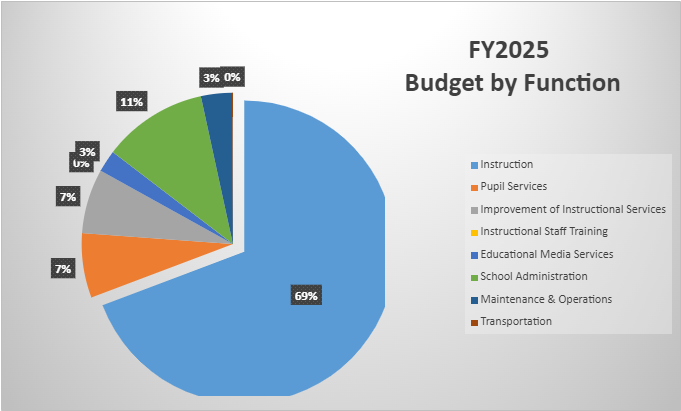 FY2025
Budget by Function
3%
0%
11%
3%
0%
7%
7%
69%
Instruction
Pupil Services
Improvement of Instructional Services
Instructional Staff Training
Educational Media Services
School Administration
Maintenance & Operations
Transportation